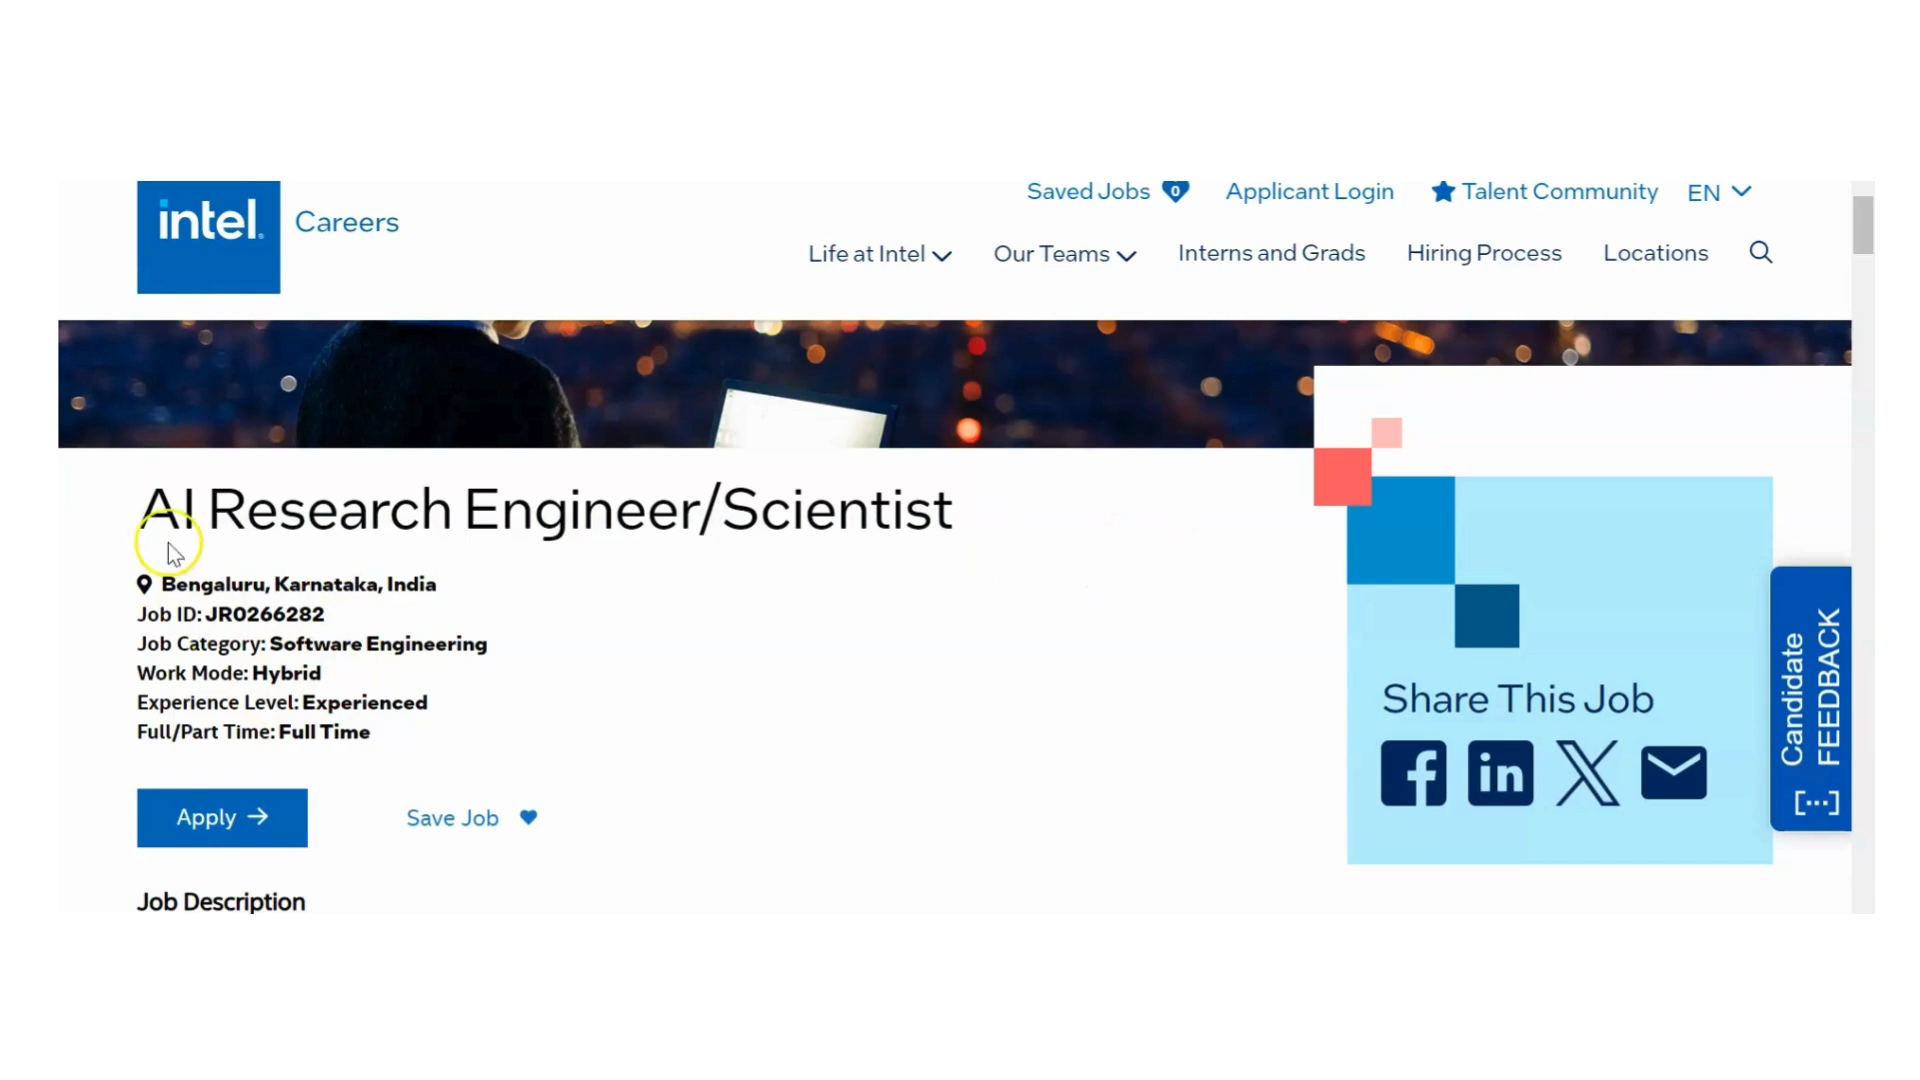 Saved Jobs 0 Applicant Login Talent Community EN
intel. Careers
Life at Intel Our Teams Interns and Grads Hiring Process Locations
AI Research Engineer/Scientist
Bengaluru, Karnataka, India
Job ID: JR0266282
Job Category: Software Engineering
Work Mode: Hybrid
Experience Level: Experienced
Full/Part Time: Full Time
Apply → Save Job
Share This Job
f in X
Candidate
FEEDBACK
[...]
Job Description